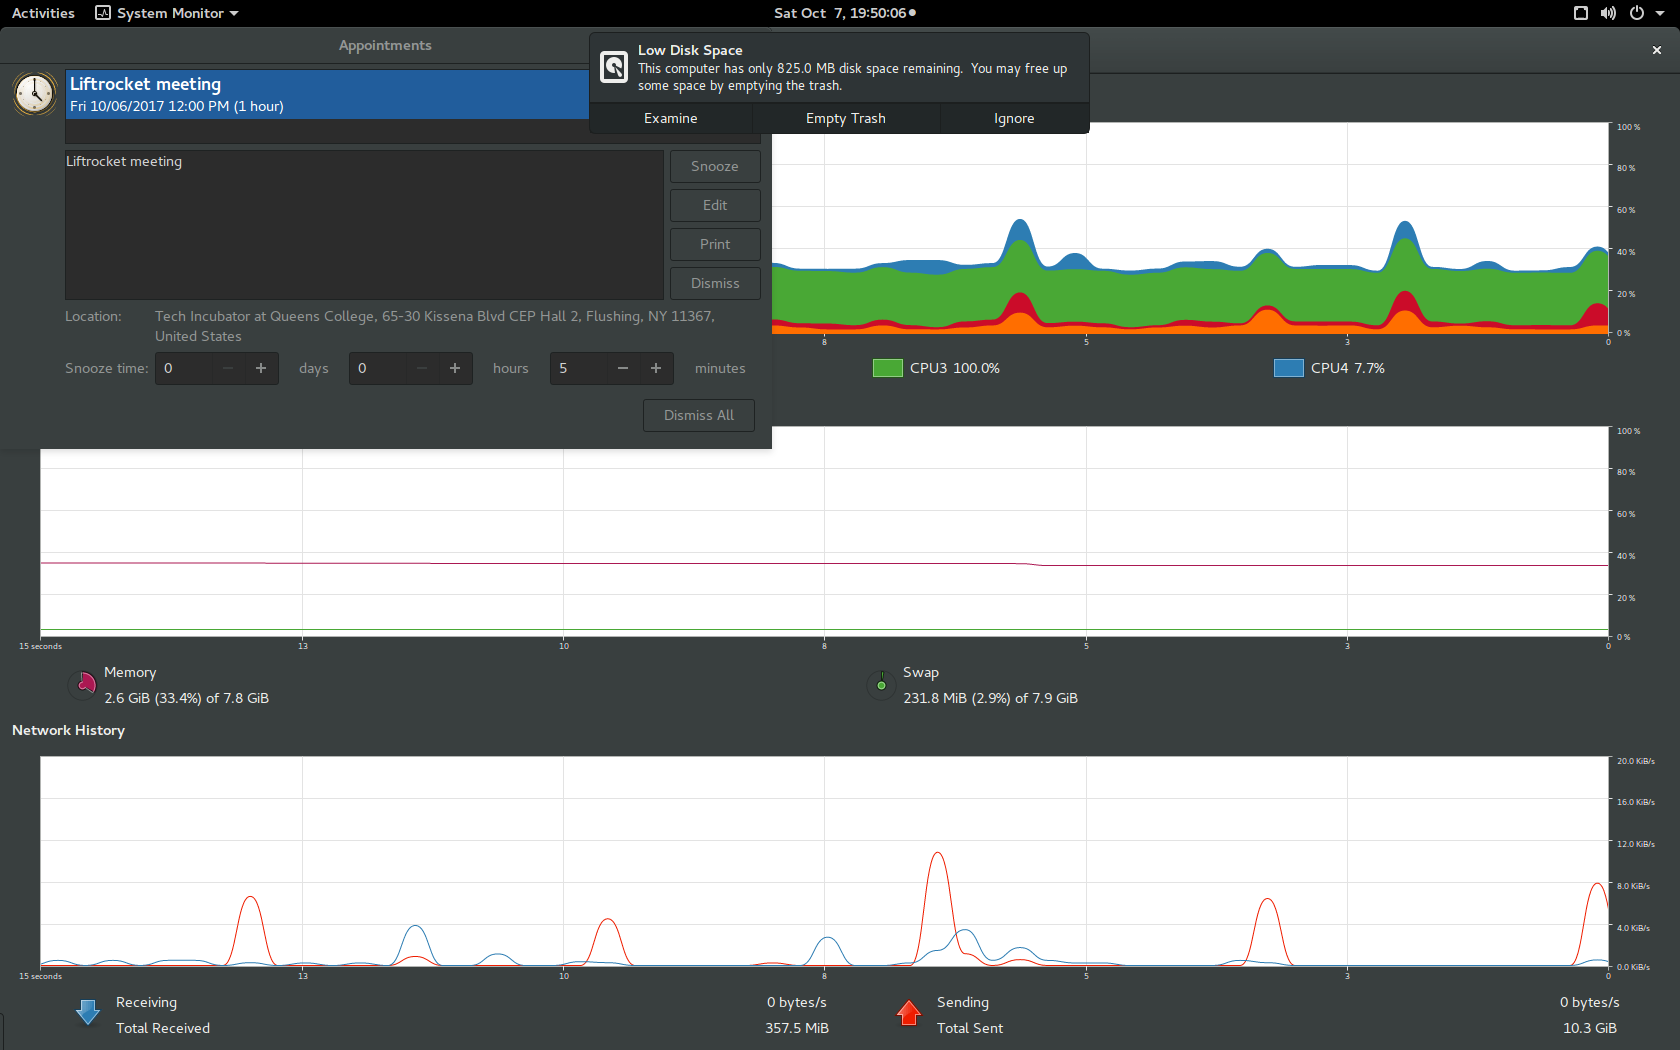 Activities
System Monitor
Sat Oct 7, 19:50:06
Appointments
Liftrocket meeting
Fri 10/06/2017 12:00 PM (1 hour)
Liftrocket meeting
Snooze
Edit
Print
Dismiss
Location:
Tech Incubator at Queens College, 65-30 Kissena Blvd CEP Hall 2, Flushing, NY 11367,
United States
Snooze time: 0 days 0 hours 5 minutes
Dismiss All
Low Disk Space
This computer has only 825.0 MB disk space remaining. You may free up
some space by emptying the trash.
Examine
Empty Trash
Ignore
100 %
80 %
60 %
40 %
20 %
0 %
8 5 3 0
CPU3 100.0%
CPU4 7.7%
100 %
80 %
60 %
40 %
20 %
0 %
15 seconds 13 10 8 5 3 0
Memory
2.6 GiB (33.4%) of 7.8 GiB
Swap
231.8 MiB (2.9%) of 7.9 GiB
Network History
20.0 KiB/s
16.0 KiB/s
12.0 KiB/s
8.0 KiB/s
4.0 KiB/s
0.0 KiB/s
15 seconds 13 10 8 5 3 0
Receiving 0 bytes/s
Total Received 357.5 MiB
Sending 0 bytes/s
Total Sent 10.3 GiB